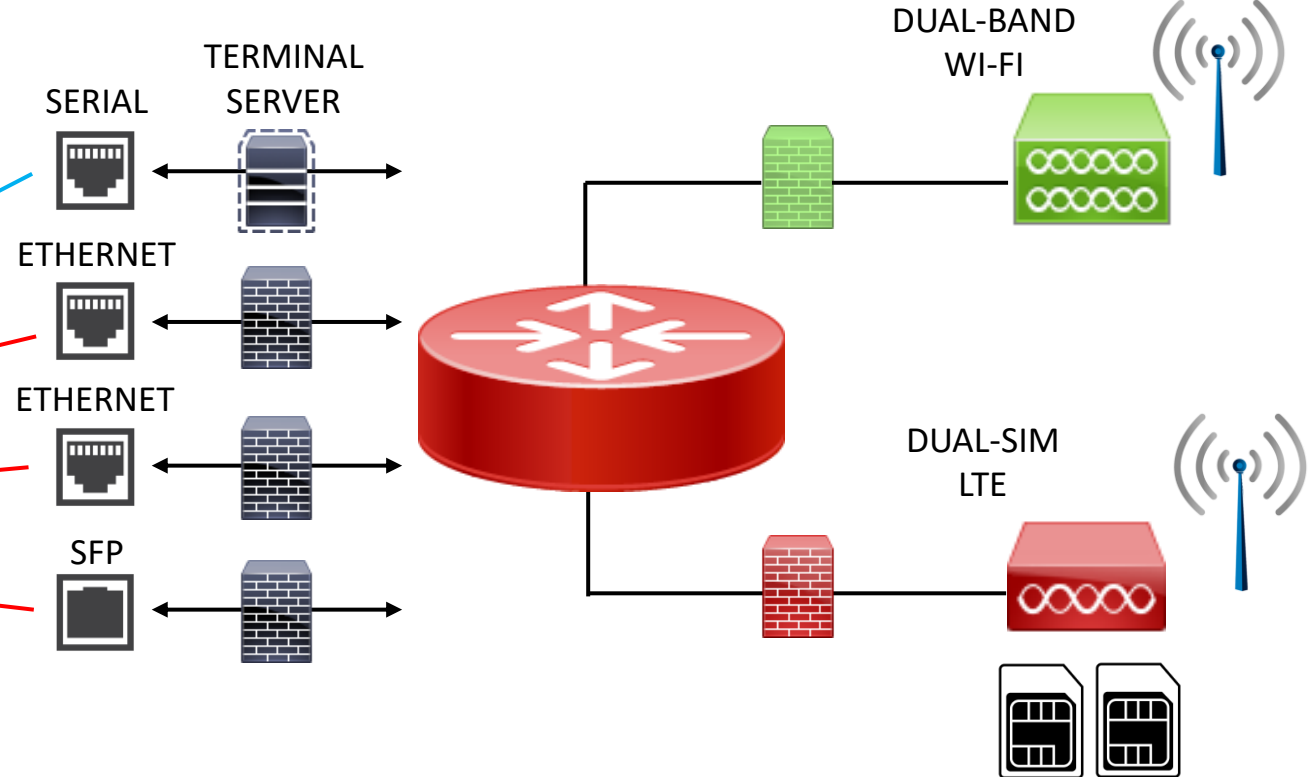 DUAL-BAND
WI-FI
TERMINAL
SERVER
SERIAL
ETHERNET
ETHERNET
SFP
DUAL-SIM
LTE